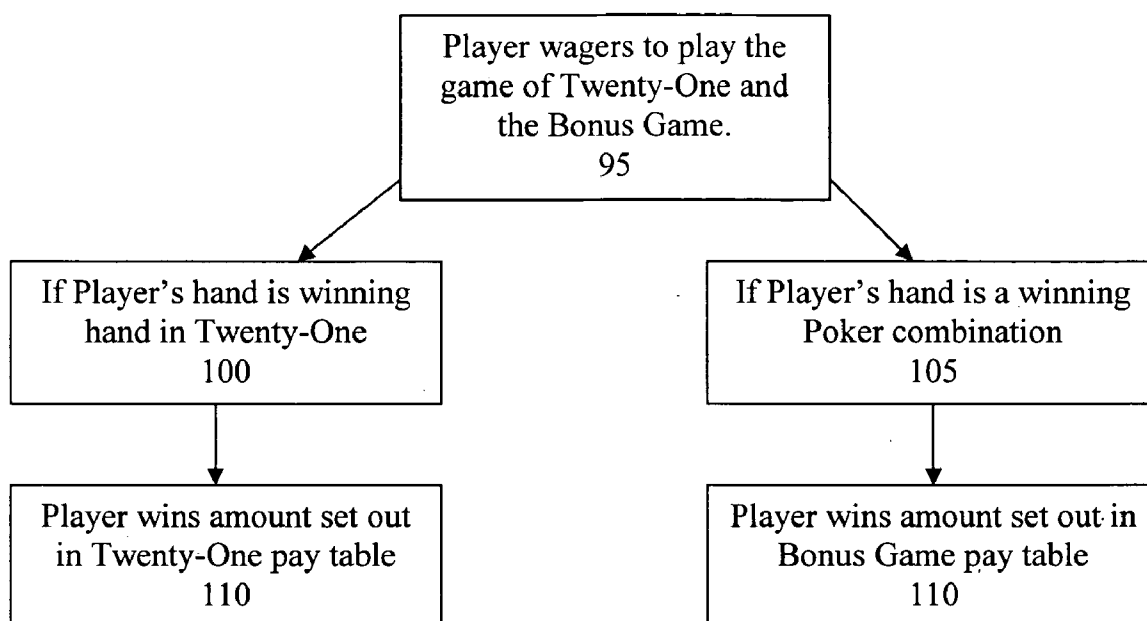 Player wagers to play the
game of Twenty-One and
the Bonus Game.
95
If Player's hand is winning
hand in Twenty-One
100
If Player's hand is a winning
Poker combination
105
Player wins amount set out
in Twenty-One pay table
110
Player wins amount set out in
Bonus Game pay table
110